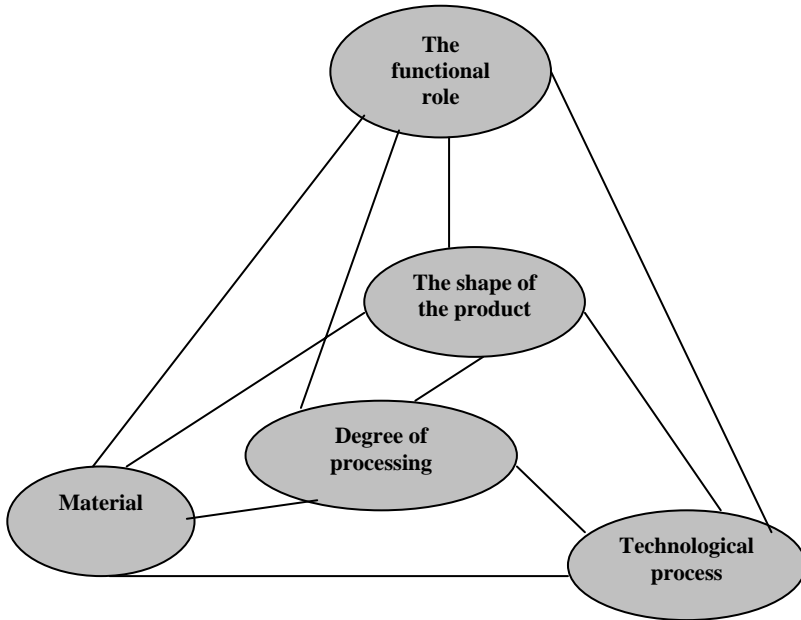 The
functional
role
The shape of
the product
Degree of
processing
Material
Technological
process